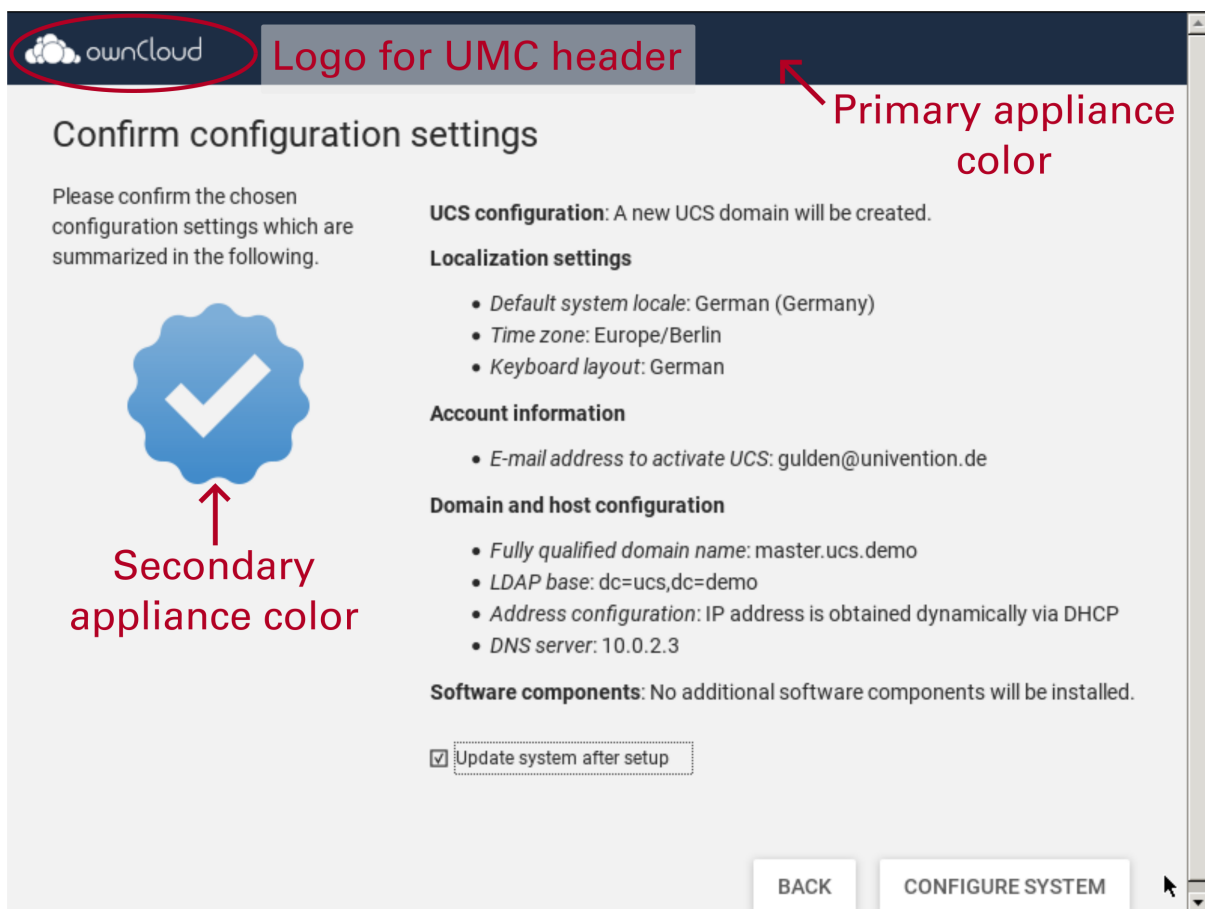 ownCloud
Logo for UMC header
Primary appliance
color
Confirm configuration settings
Please confirm the chosen
configuration settings which are
summarized in the following.
Secondary
appliance color
UCS configuration: A new UCS domain will be created.
Localization settings
• Default system locale: German (Germany)
• Time zone: Europe/Berlin
• Keyboard layout: German
Account information
• E-mail address to activate UCS: gulden@univention.de
Domain and host configuration
• Fully qualified domain name: master.ucs.demo
• LDAP base: dc=ucs,dc=demo
• Address configuration: IP address is obtained dynamically via DHCP
• DNS server: 10.0.2.3
Software components: No additional software components will be installed.
Update system after setup
BACK
CONFIGURE SYSTEM